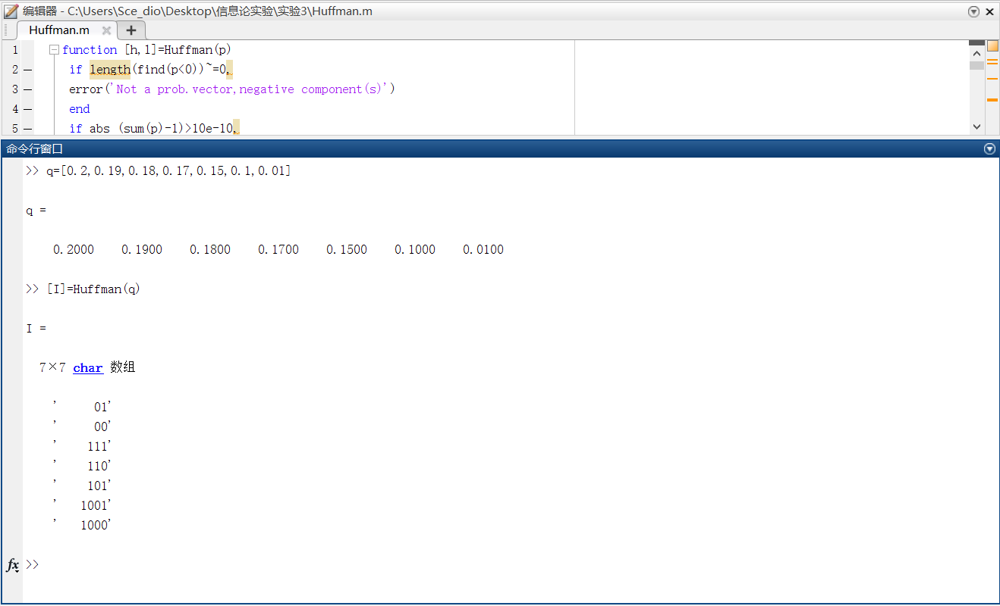 编辑器 - C:\Users\Sce_dio\Desktop\信息论实验\实验3\Huffman.m
Huffman.m
1 function [h,l]=Huffman(p)
2 if length(find(p<0))~=0,
3 error('Not a prob.vector,negative component(s)')
4 end
5 if abs (sum(p)-1)>10e-10,
命令行窗口
>> q=[0.2,0.19,0.18,0.17,0.15,0.1,0.01]
q =
0.2000 0.1900 0.1800 0.1700 0.1500 0.1000 0.0100
>> [I]=Huffman(q)
I =
7×7 char 数组
'     01'
'     00'
'    111'
'    110'
'    101'
'   1001'
'   1000'
fx >>